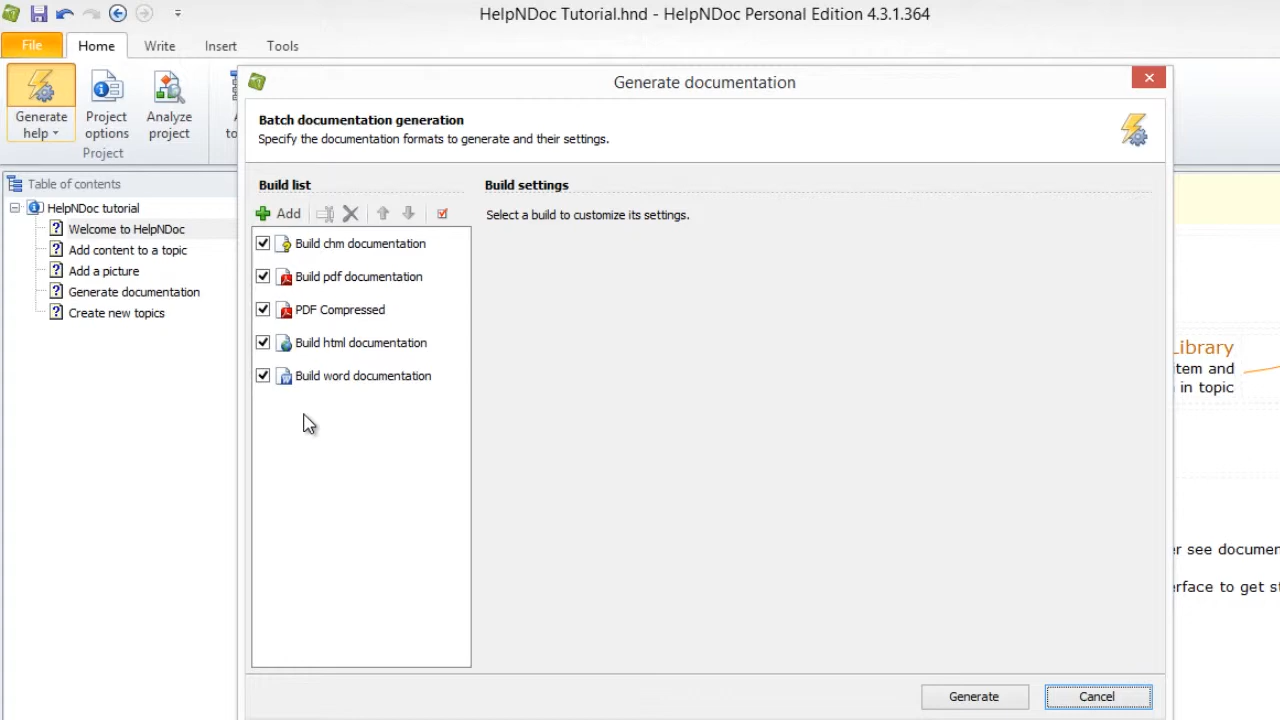 HelpNDoc Tutorial.hnd - HelpNDoc Personal Edition 4.3.1.364
File Home Write Insert Tools
Generate help
Project options
Analyze project
Project
Table of contents
HelpNDoc tutorial
Welcome to HelpNDoc
Add content to a topic
Add a picture
Generate documentation
Create new topics
Generate documentation
Batch documentation generation
Specify the documentation formats to generate and their settings.
Build list
Add
Build chm documentation
Build pdf documentation
PDF Compressed
Build html documentation
Build word documentation
Build settings
Select a build to customize its settings.
Generate Cancel
Library
item and
in topic
see
to get